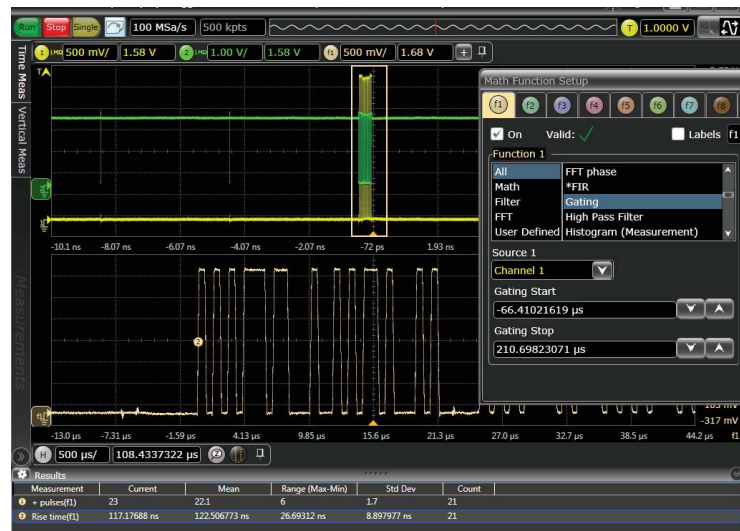 Run Stop Single 100 MSa/s 500 kpts T 1.0000 V
1 1MΩ 500 mV/ 1.58 V 2 1MΩ 1.00 V/ 1.58 V f1 500 mV/ 1.68 V
Time Meas
Vertical Meas
Measurements
T
-10.1 ns -8.07 ns -6.07 ns -4.07 ns -2.07 ns -72 ps 1.93 ns
2
-317 mV
-13.0 µs -7.31 µs -1.59 µs 4.13 µs 9.85 µs 15.6 µs 21.3 µs 27.0 µs 32.7 µs 38.5 µs 44.2 µs f1
H 500 µs/ 108.4337322 µs
Math Function Setup
f1 f2 f3 f4 f5 f6 f7 f8
On Valid: Labels f1
Function 1
All FFT phase
Math *FIR
Filter Gating
FFT High Pass Filter
User Defined Histogram (Measurement)
Source 1
Channel 1
Gating Start
-66.41021619 µs
Gating Stop
210.69823071 µs
Results
Measurement Current Mean Range (Max-Min) Std Dev Count
1 + pulses(f1) 23 22.1 6 1.7 21
2 Rise time(f1) 117.17688 ns 122.506773 ns 26.69312 ns 8.897977 ns 21